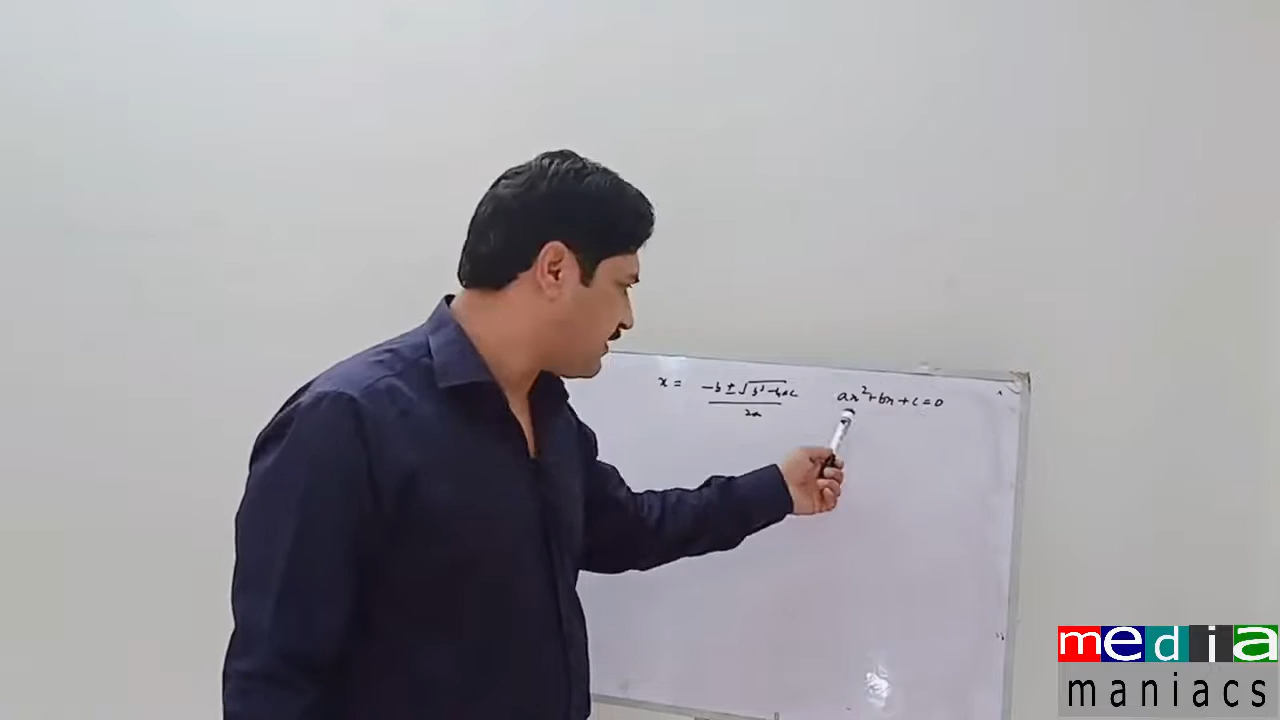 x = -b ± √b²-4ac ax²+bx+c=0
2a
media
maniacs